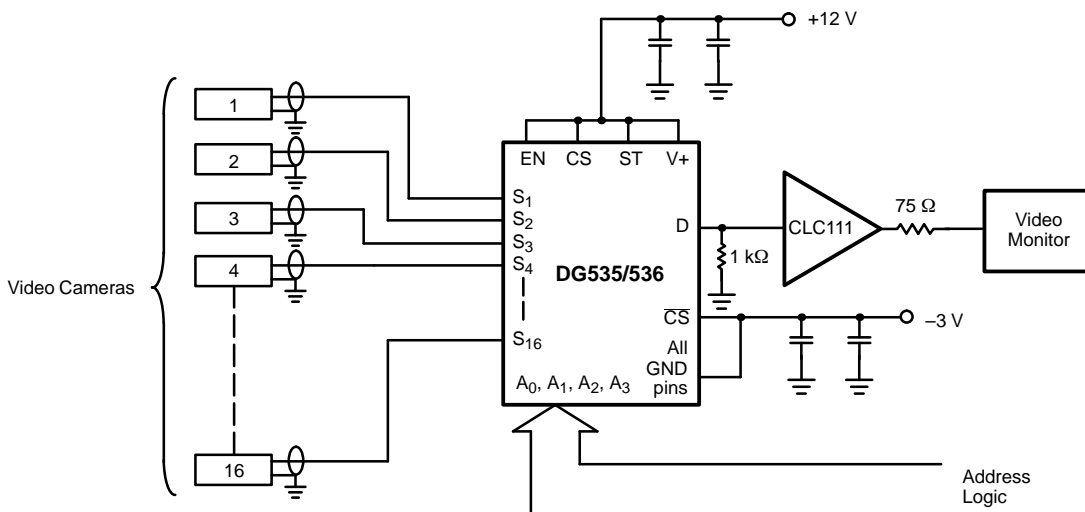 +12 V
1
2
3
4
16
Video Cameras
EN CS ST V+
S1
S2
S3
S4
S16
D
DG535/536
CS
All
GND
pins
A0, A1, A2, A3
1 kΩ
CLC111
75 Ω
Video
Monitor
–3 V
Address
Logic